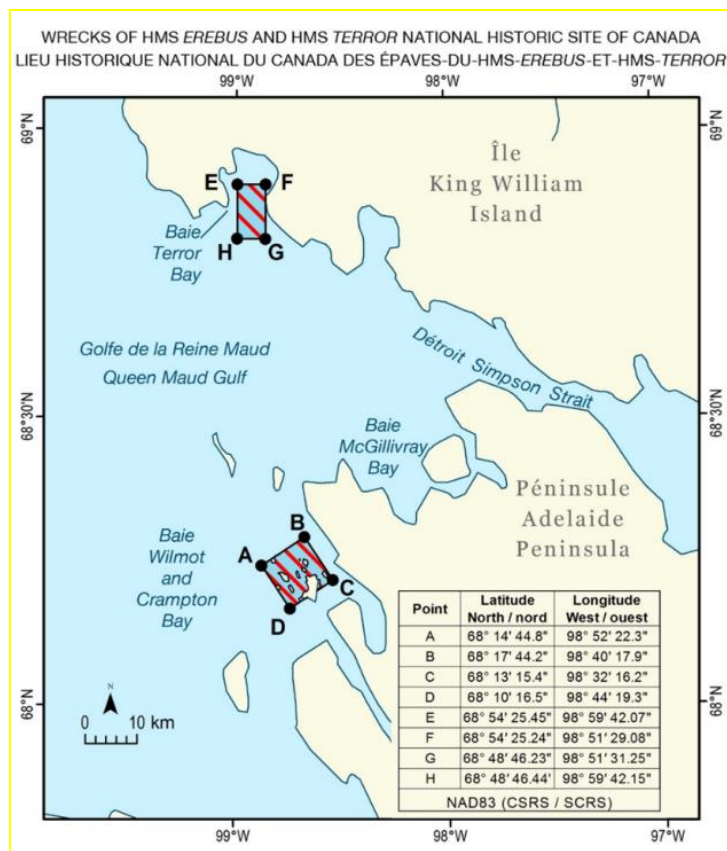 WRECKS OF HMS EREBUS AND HMS TERROR NATIONAL HISTORIC SITE OF CANADA
LIEU HISTORIQUE NATIONAL DU CANADA DES ÉPAVES-DU-HMS-EREBUS-ET-HMS-TERROR
99°W
98°W
97°W
69°N
69°N
Île
King William
Island
E
F
Baie
Terror
Bay
H
G
Golfe de la Reine Maud
Queen Maud Gulf
Détroit Simpson Strait
68°30'N
68°30'N
Baie
McGillivray
Bay
Péninsule
Adelaide
Peninsula
Baie
Wilmot
and
Crampton
Bay
A
B
C
D
Point Latitude North / nord Longitude West / ouest
A 68° 14' 44.8" 98° 52' 22.3"
B 68° 17' 44.2" 98° 40' 17.9"
C 68° 13' 15.4" 98° 32' 16.2"
D 68° 10' 16.5" 98° 44' 19.3"
E 68° 54' 25.45" 98° 59' 42.07"
F 68° 54' 25.24" 98° 51' 29.08"
G 68° 48' 46.23" 98° 51' 31.25"
H 68° 48' 46.44' 98° 59' 42.15"
NAD83 (CSRS / SCRS)
68°N
68°N
N
0 10 km
99°W
98°W
97°W